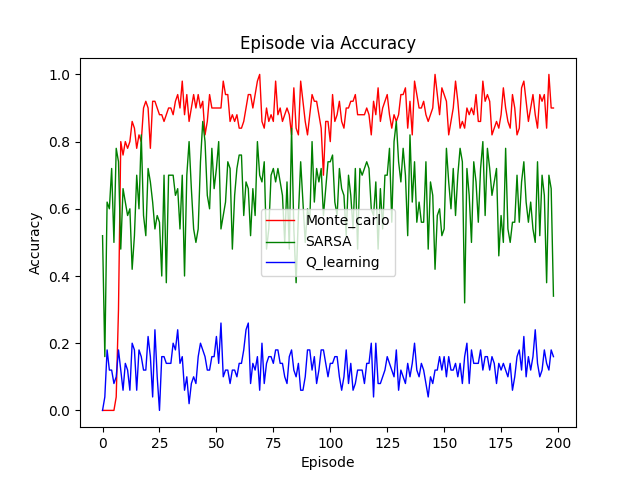 Episode via Accuracy
1.0
0.8
0.6
0.4
0.2
0.0
Accuracy
Monte_carlo
SARSA
Q_learning
0 25 50 75 100 125 150 175 200
Episode